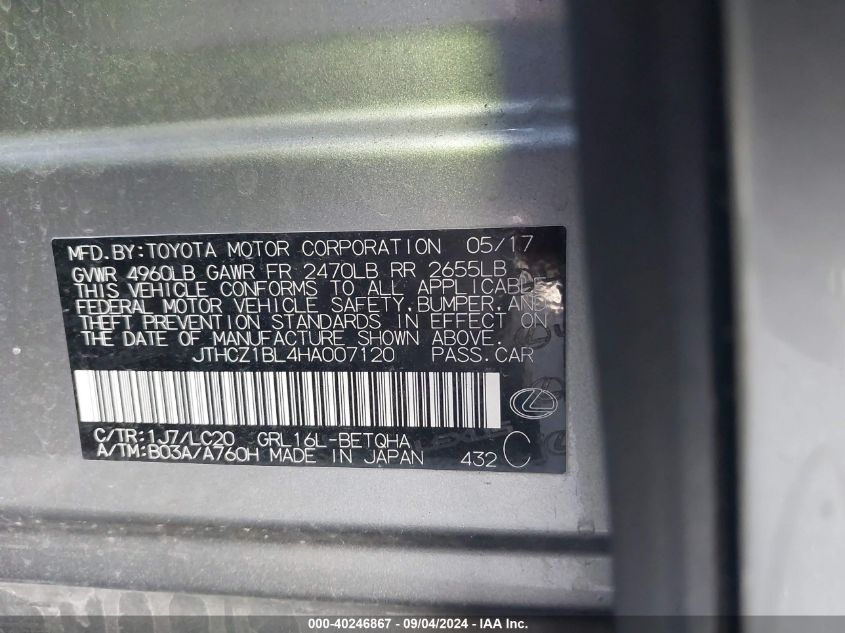 MFD.BY:TOYOTA MOTOR CORPORATION 05/17
GVWR 4960LB GAWR FR 2470LB RR 2655LB
THIS VEHICLE CONFORMS TO ALL APPLICABLE
FEDERAL MOTOR VEHICLE SAFETY,BUMPER,AND
THEFT PREVENTION STANDARDS IN EFFECT ON
THE DATE OF MANUFACTURE SHOWN ABOVE.
JTHCZ1BL4HA007120 PASS.CAR
C/TR:1J7/LC20 GRL16L-BETQHA
A/TM:B03A/A760H MADE IN JAPAN 432 C
000-40246867 - 09/04/2024 - IAA Inc.